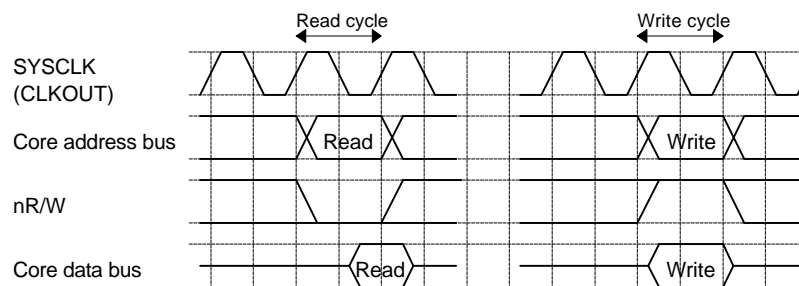 Read cycle Write cycle
SYSCLK
(CLKOUT)
Core address bus Read Write
nR/W
Core data bus Read Write